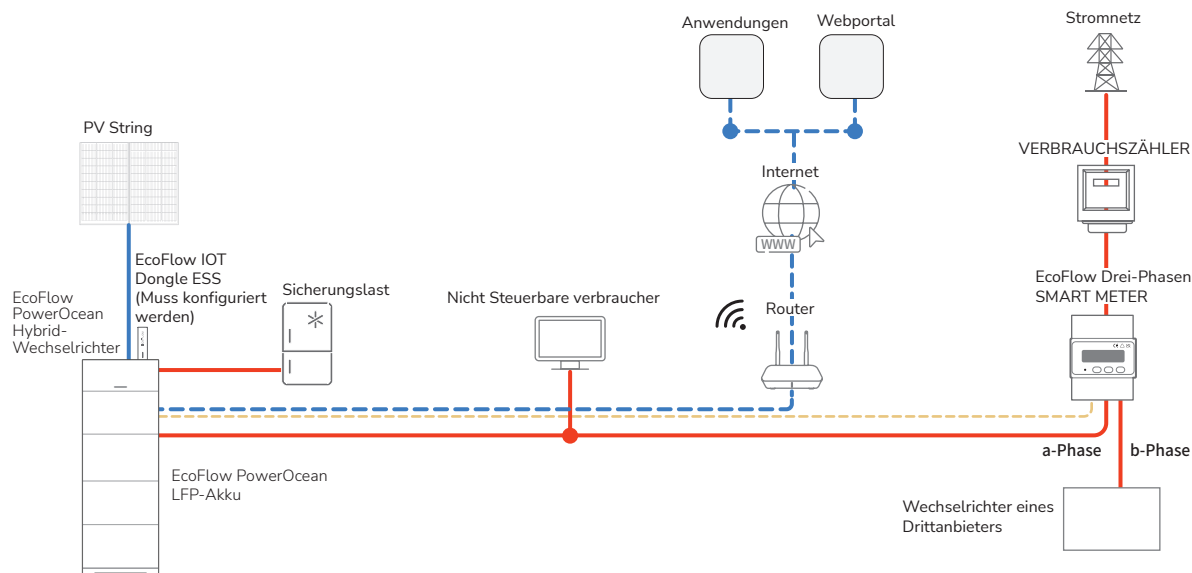 Anwendungen
Webportal
Stromnetz
PV String
VERBRAUCHSZÄHLER
Internet
WWW
EcoFlow IOT
Dongle ESS
(Muss konfiguriert
werden)
EcoFlow
PowerOcean
Hybrid-
Wechselrichter
Sicherungslast
Nicht Steuerbare verbraucher
Router
EcoFlow Drei-Phasen
SMART METER
a-Phase
b-Phase
EcoFlow PowerOcean
LFP-Akku
Wechselrichter eines
Drittanbieters